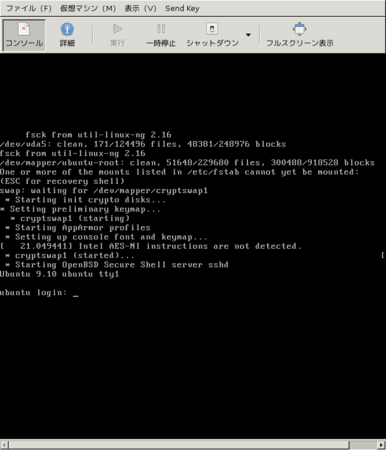 ファイル（F） 仮想マシン（M） 表示（V） Send Key
コンソール 詳細 実行 一時停止 シャットダウン フルスクリーン表示
fsck from util-linux-ng 2.16
/dev/vda5: clean, 171/124496 files, 48381/248976 blocks
fsck from util-linux-ng 2.16
/dev/mapper/ubuntu-root: clean, 51648/229680 files, 300488/918528 blocks
One or more of the mounts listed in /etc/fstab cannot yet be mounted:
(ESC for recovery shell)
swap: waiting for /dev/mapper/cryptswap1
* Starting init crypto disks...
* Setting preliminary keymap...
* cryptswap1 (starting)
* Starting AppArmor profiles
* Setting up console font and keymap...
[ 21.049441] Intel AES-NI instructions are not detected.
* cryptswap1 (started)... [
* Starting OpenBSD Secure Shell server sshd
Ubuntu 9.10 ubuntu tty1
ubuntu login: _